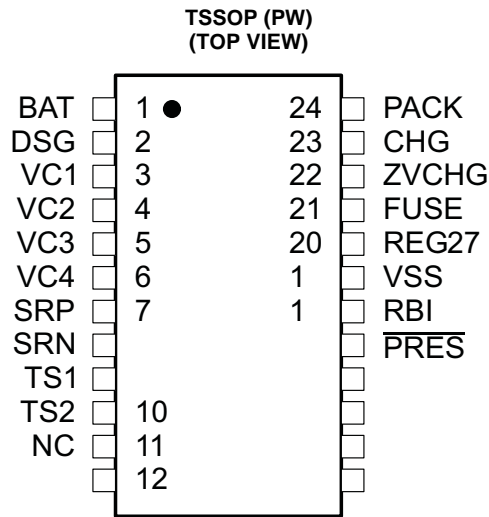 TSSOP (PW)
(TOP VIEW)
BAT 1 24 PACK
DSG 2 23 CHG
VC1 3 22 ZVCHG
VC2 4 21 FUSE
VC3 5 20 REG27
VC4 6 1 VSS
SRP 7 1 RBI
SRN PRES
TS1
TS2 10
NC 11
12